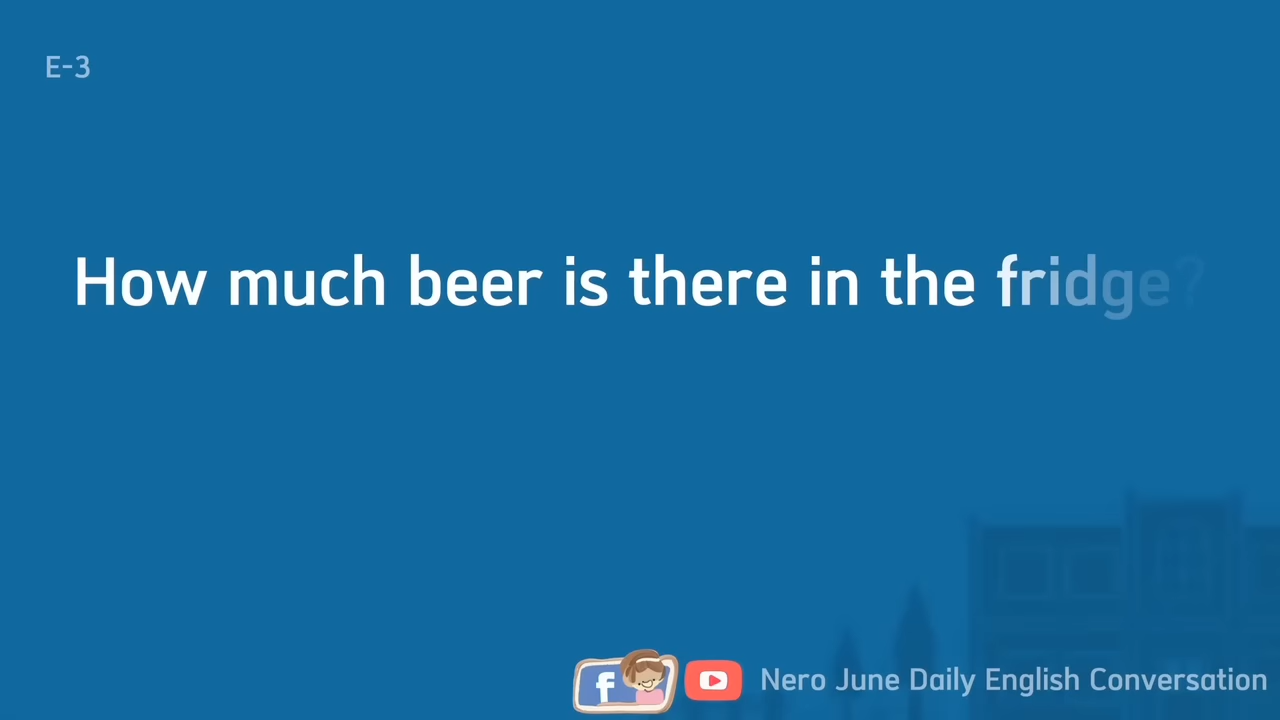 E-3
How much beer is there in the fridge?
f
Nero June Daily English Conversation